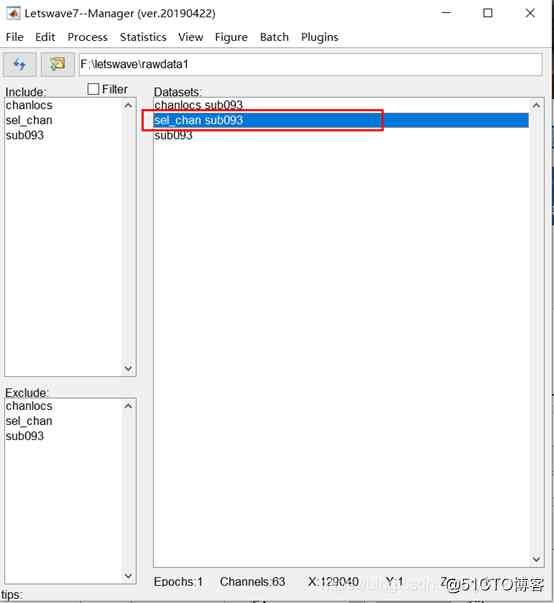 Letswave7--Manager (ver.20190422)
File Edit Process Statistics View Figure Batch Plugins
F:\letswave\rawdata1
Include: Filter
chanlocs
sel_chan
sub093
Datasets:
chanlocs sub093
sel_chan sub093
sub093
Exclude:
chanlocs
sel_chan
sub093
Epochs:1 Channels:63 X:129040 Y:1
@51CTO博客
tips: